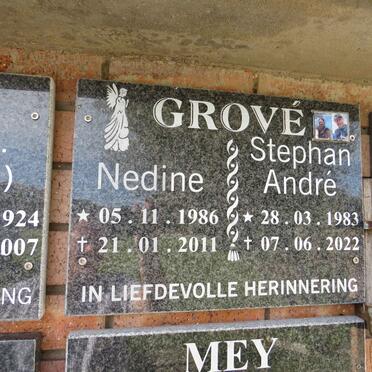 GROVÉ
Nedine
★ 05 . 11 . 1986
✝ 21 . 01 . 2011
Stephan
André
★ 28 . 03 . 1983
✝ 07 . 06 . 2022
IN LIEFDEVOLLE HERINNERING
)
1924
007
NG
MEY